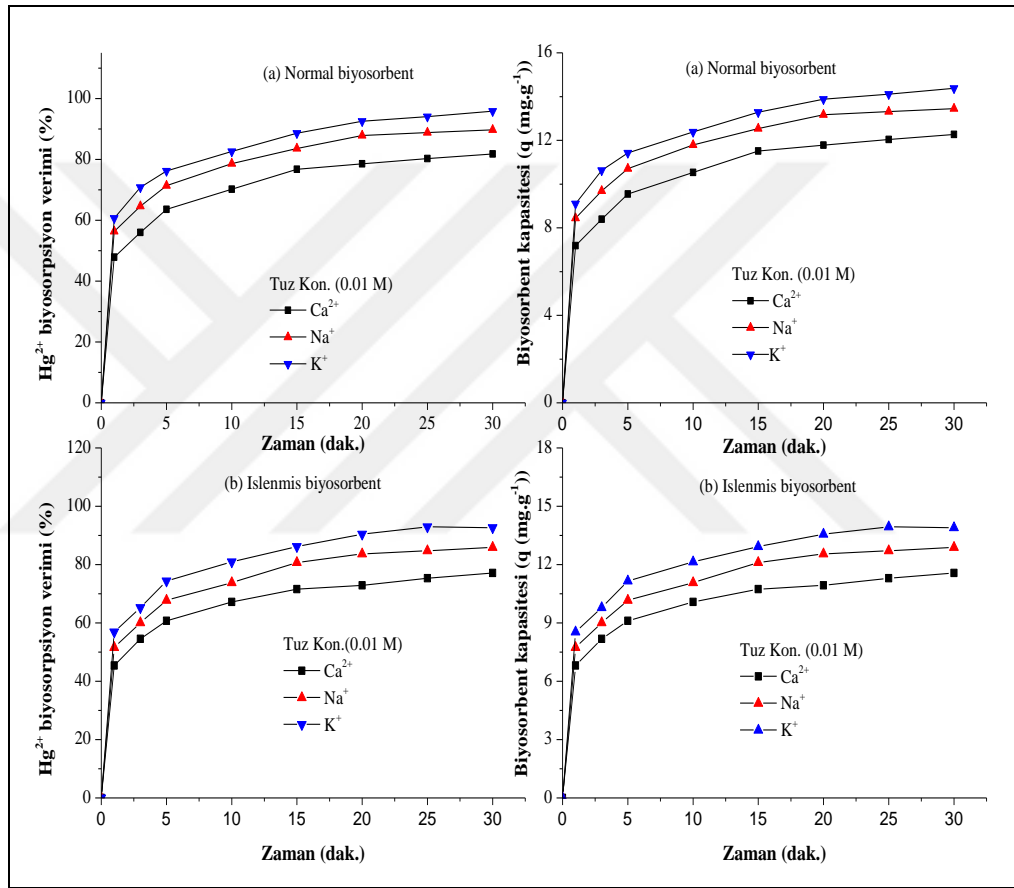 (a) Normal biyosorbent
Hg²⁺ biyosorpsiyon verimi (%)
100
80
60
40
20
0
Tuz Kon. (0.01 M)
Ca²⁺
Na⁺
K⁺
0 5 10 15 20 25 30
Zaman (dak.)
(a) Normal biyosorbent
Biyosorbent kapasitesi (q (mg.g⁻¹))
16
12
8
4
0
Tuz Kon. (0.01 M)
Ca²⁺
Na⁺
K⁺
0 5 10 15 20 25 30
Zaman (dak.)
(b) Islenmis biyosorbent
Hg²⁺ biyosorpsiyon verimi (%)
120
100
80
60
40
20
0
Tuz Kon.(0.01 M)
Ca²⁺
Na⁺
K⁺
0 5 10 15 20 25 30
Zaman (dak.)
(b) Islenmis biyosorbent
Biyosorbent kapasitesi (q (mg.g⁻¹))
18
15
12
9
6
3
0
Tuz Kon. (0.01 M)
Ca²⁺
Na⁺
K⁺
0 5 10 15 20 25 30
Zaman (dak.)